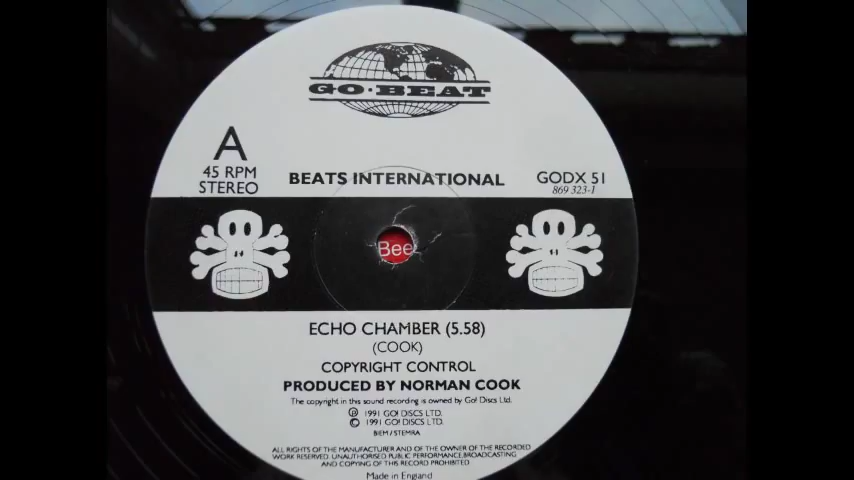 GO·BEAT
A
45 RPM
STEREO
BEATS INTERNATIONAL
GODX 51
869 323-1
Bee
ECHO CHAMBER (5.58)
(COOK)
COPYRIGHT CONTROL
PRODUCED BY NORMAN COOK
The copyright in this sound recording is owned by Go! Discs Ltd.
Ⓟ 1991 GO! DISCS LTD.
© 1991 GO! DISCS LTD.
BIEM / STEMRA
ALL RIGHTS OF THE MANUFACTURER AND OF THE OWNER OF THE RECORDED
WORK RESERVED. UNAUTHORISED PUBLIC PERFORMANCE, BROADCASTING
AND COPYING OF THIS RECORD PROHIBITED
Made in England